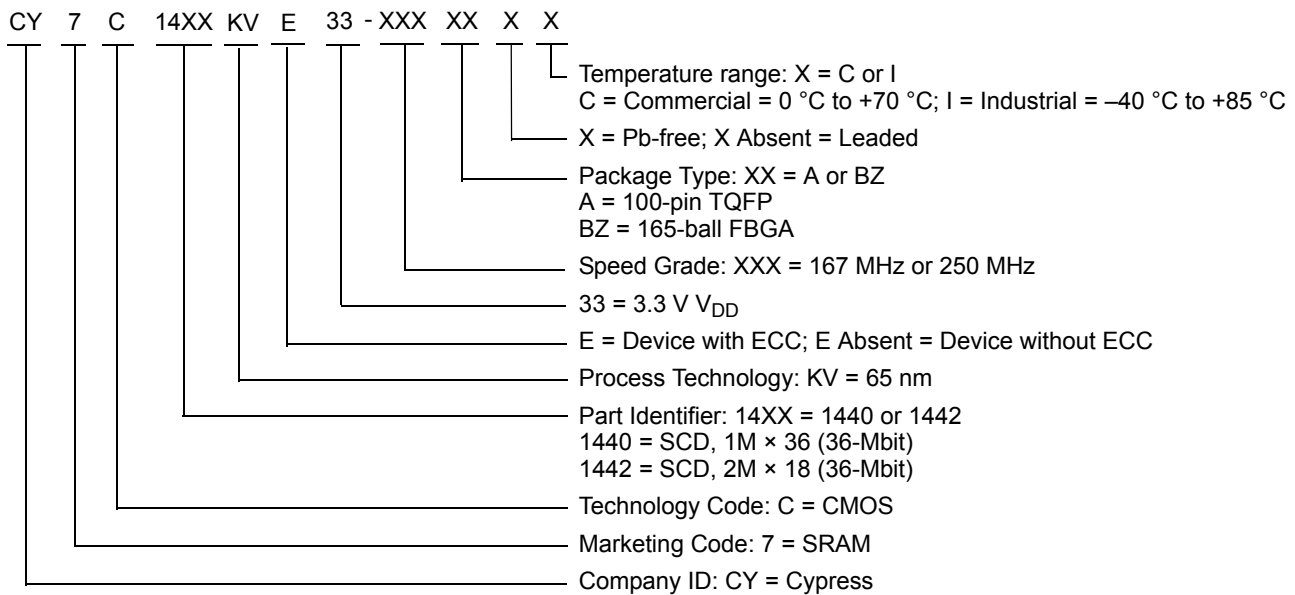 CY 7 C 14XX KV E 33 - XXX XX X X
Temperature range: X = C or I
C = Commercial = 0 °C to +70 °C; I = Industrial = –40 °C to +85 °C
X = Pb-free; X Absent = Leaded
Package Type: XX = A or BZ
A = 100-pin TQFP
BZ = 165-ball FBGA
Speed Grade: XXX = 167 MHz or 250 MHz
33 = 3.3 V VDD
E = Device with ECC; E Absent = Device without ECC
Process Technology: KV = 65 nm
Part Identifier: 14XX = 1440 or 1442
1440 = SCD, 1M × 36 (36-Mbit)
1442 = SCD, 2M × 18 (36-Mbit)
Technology Code: C = CMOS
Marketing Code: 7 = SRAM
Company ID: CY = Cypress